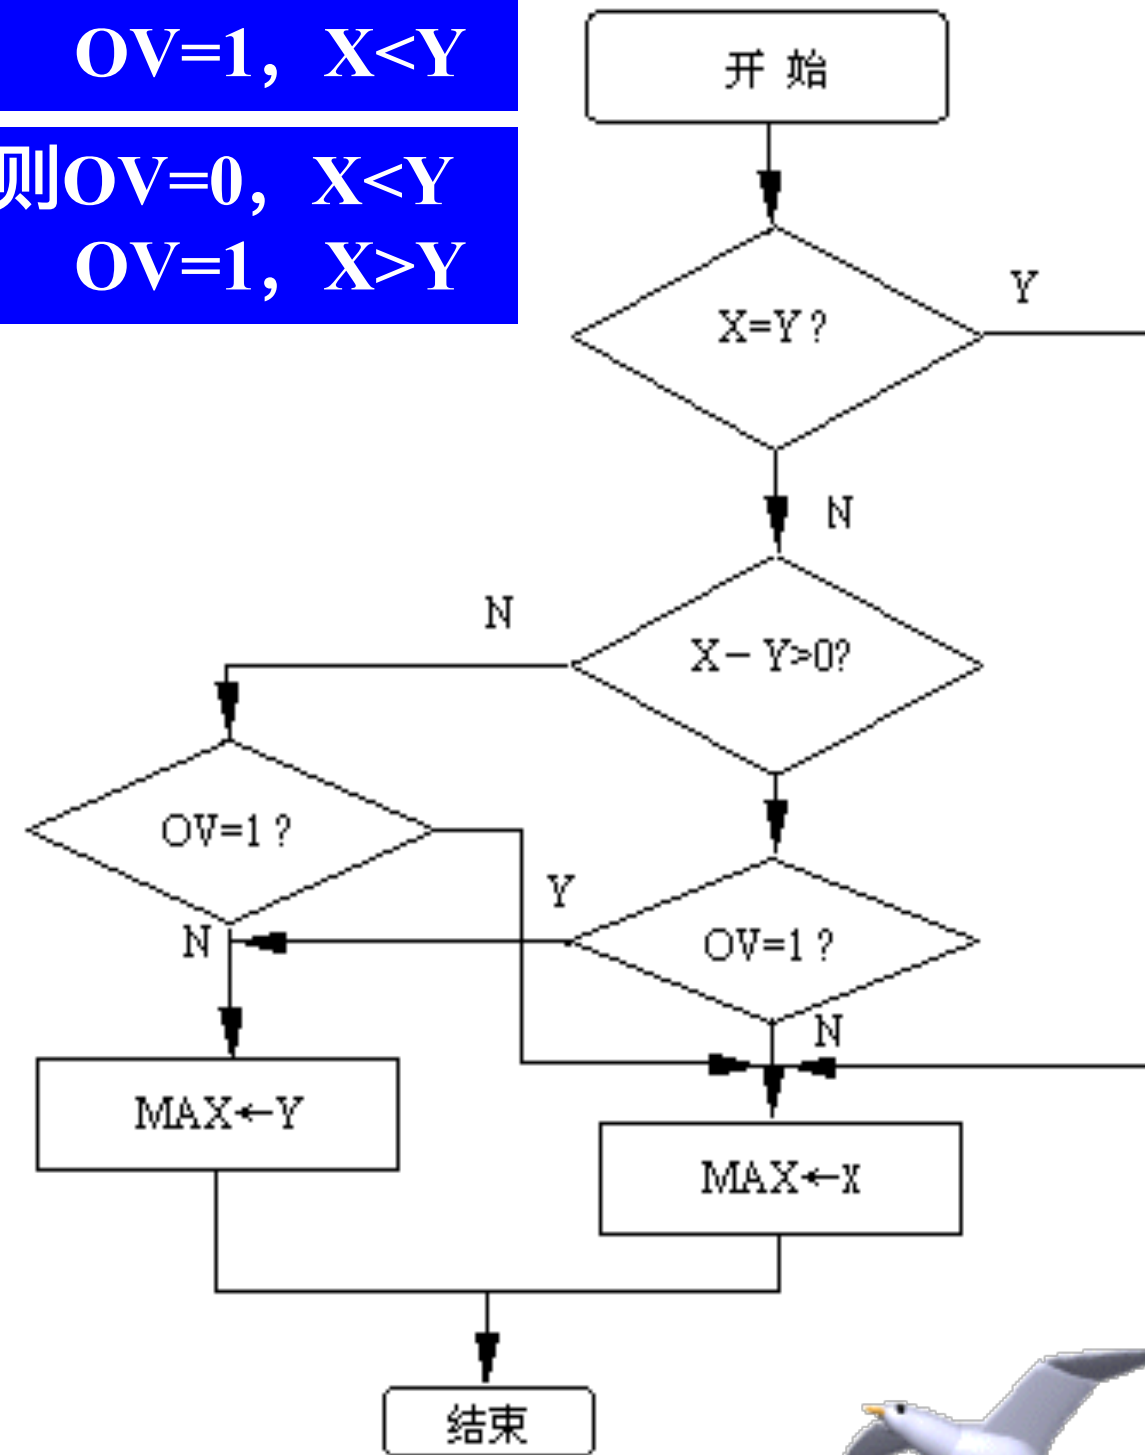 OV=1，X<Y
则OV=0，X<Y
OV=1，X>Y
开 始
X=Y?
Y
N
X－Y>0?
N
OV=1?
Y
OV=1?
N
N
MAX←Y
MAX←X
结束